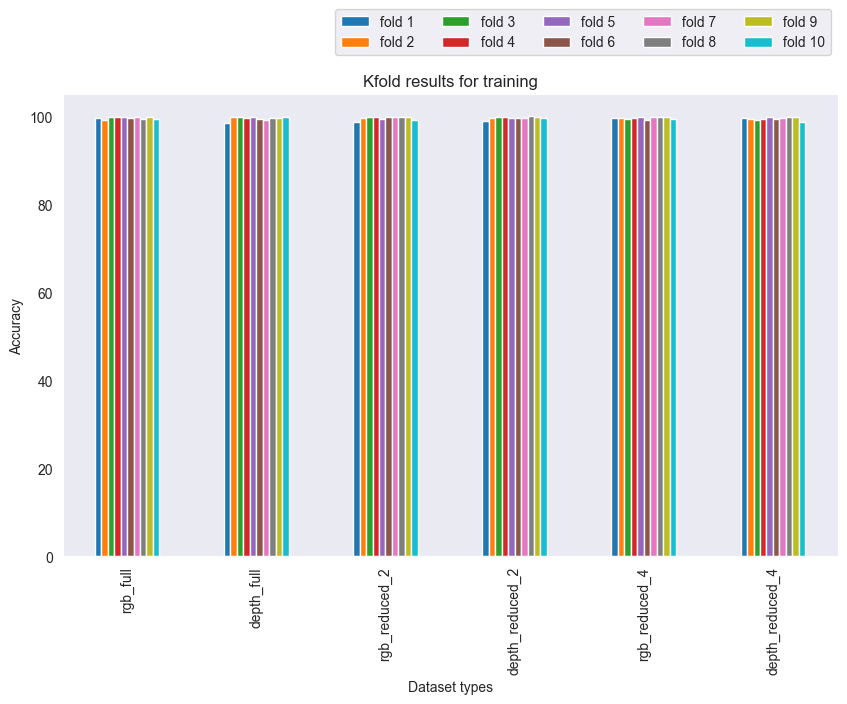 fold 1 fold 3 fold 5 fold 7 fold 9
fold 2 fold 4 fold 6 fold 8 fold 10
Kfold results for training
100
80
60
40
20
0
Accuracy
rgb_full
depth_full
rgb_reduced_2
depth_reduced_2
rgb_reduced_4
depth_reduced_4
Dataset types